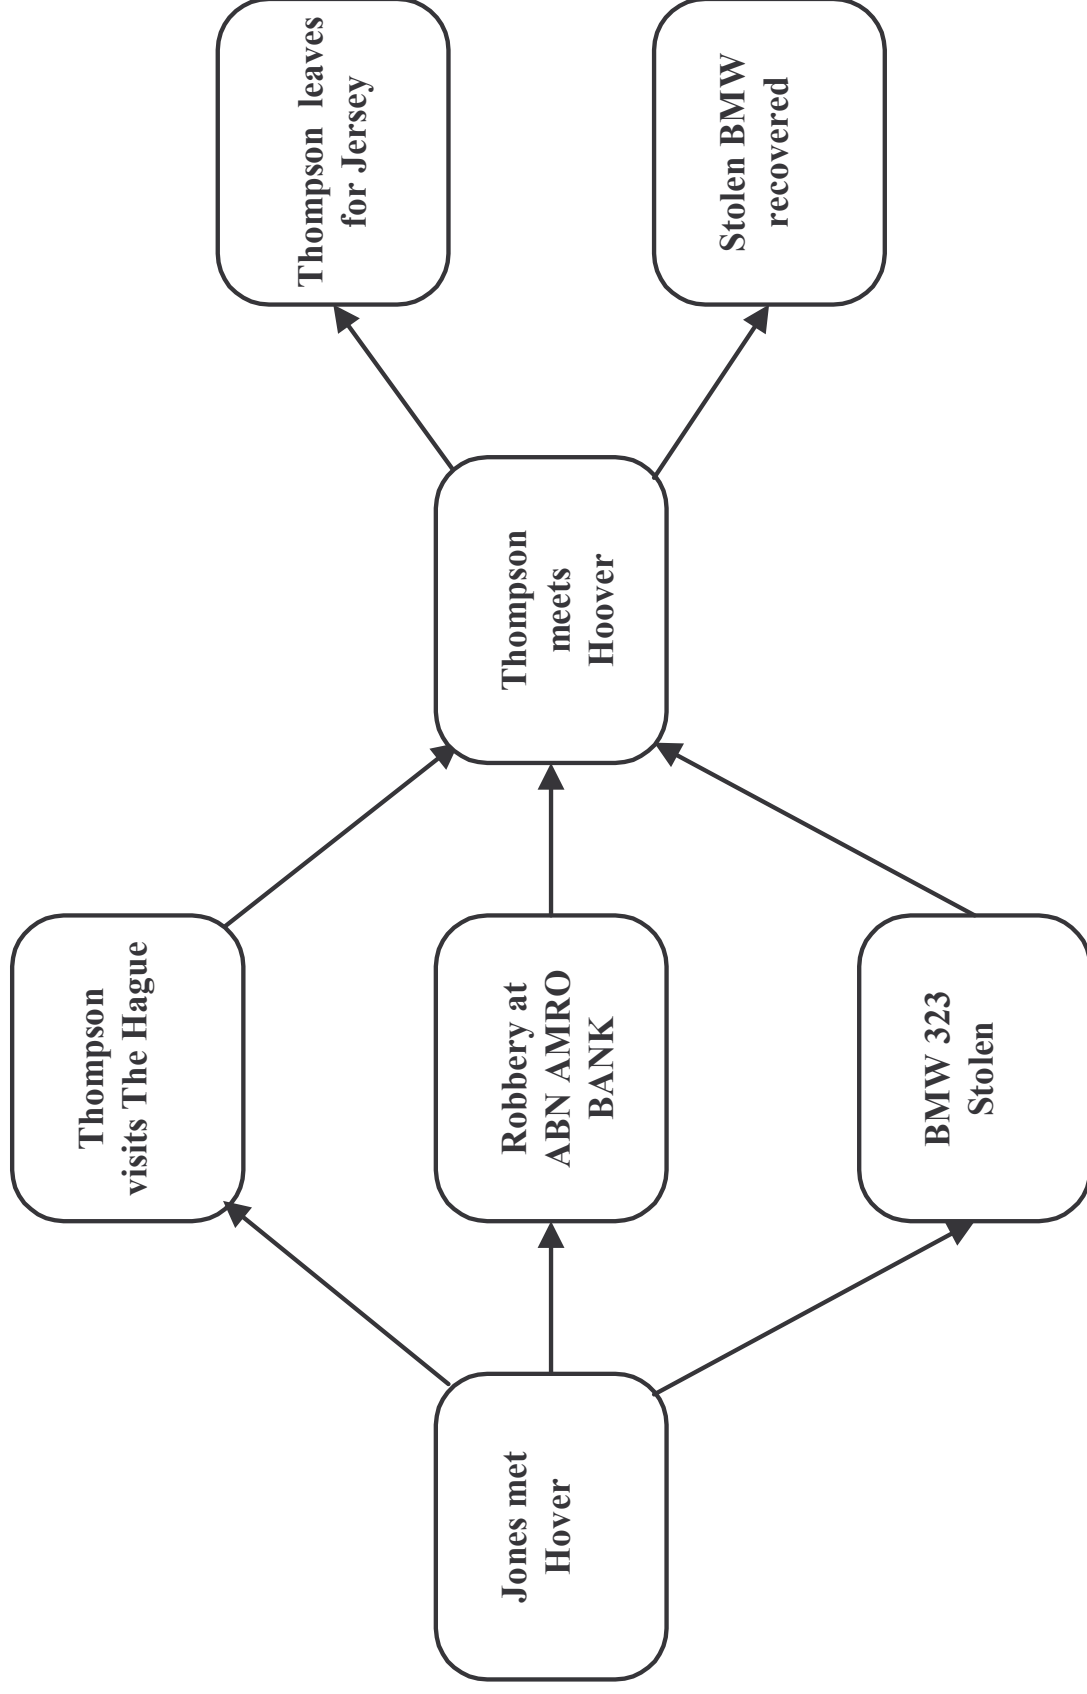 Jones met
Hover
Thompson
visits The Hague
Robbery at
ABN AMRO
BANK
BMW 323
Stolen
Thompson
meets
Hoover
Thompson leaves
for Jersey
Stolen BMW
recovered